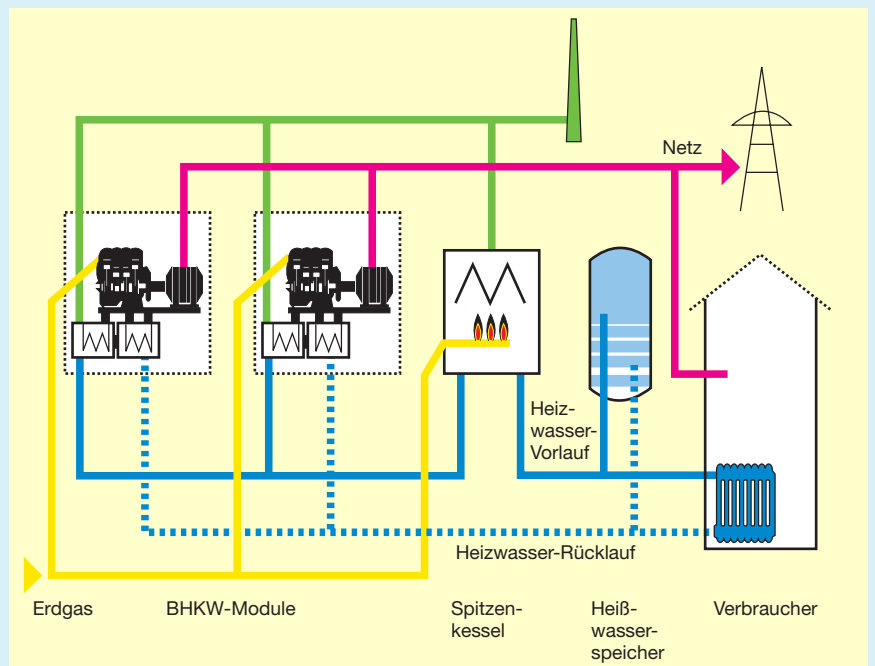 Netz
Heiz-
wasser-
Vorlauf
Heizwasser-Rücklauf
Erdgas
BHKW-Module
Spitzen-
kessel
Heiß-
wasser-
speicher
Verbraucher